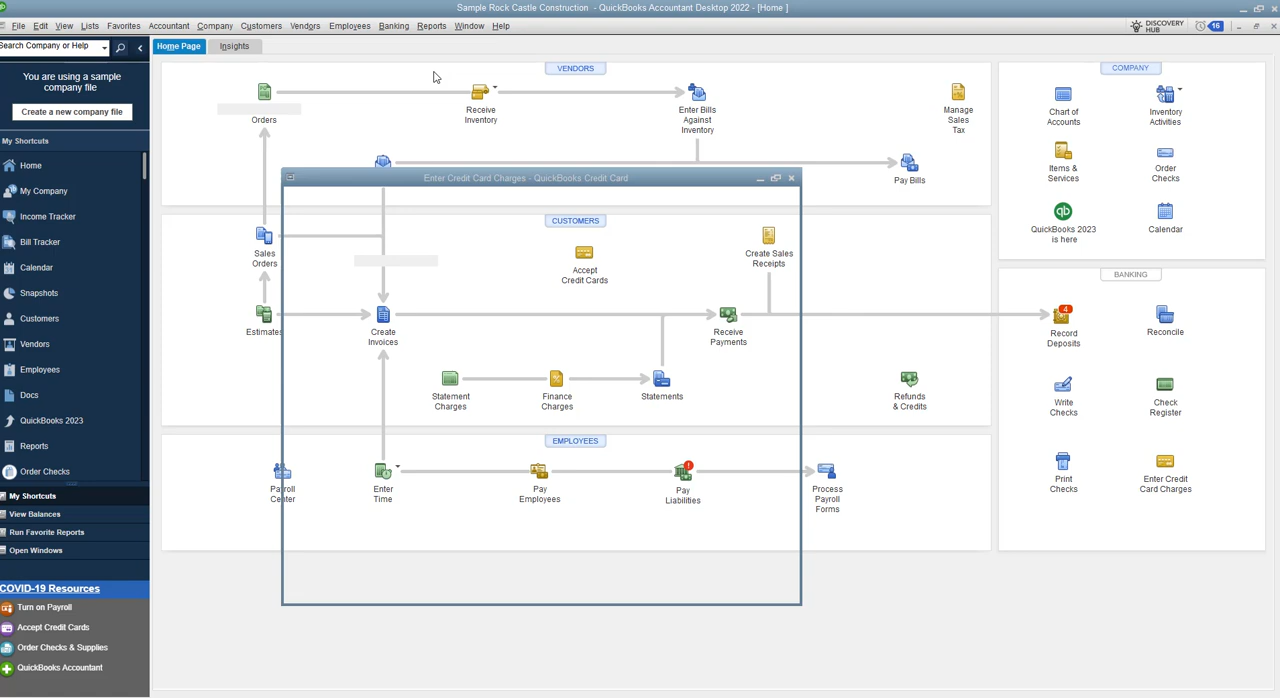 Sample Rock Castle Construction - QuickBooks Accountant Desktop 2022 - [Home ]
File Edit View Lists Favorites Accountant Company Customers Vendors Employees Banking Reports Window Help
DISCOVERY
HUB
16
Search Company or Help
Home Page
Insights
You are using a sample
company file
Create a new company file
My Shortcuts
Home
My Company
Income Tracker
Bill Tracker
Calendar
Snapshots
Customers
Vendors
Employees
Docs
QuickBooks 2023
Reports
Order Checks
My Shortcuts
View Balances
Run Favorite Reports
Open Windows
COVID-19 Resources
Turn on Payroll
Accept Credit Cards
Order Checks & Supplies
QuickBooks Accountant
VENDORS
Orders
Receive
Inventory
Enter Bills
Against
Inventory
Manage
Sales
Tax
Pay Bills
Enter Credit Card Charges - QuickBooks Credit Card
CUSTOMERS
Sales
Orders
Accept
Credit Cards
Create Sales
Receipts
Estimates
Create
Invoices
Receive
Payments
Statement
Charges
Finance
Charges
Statements
Refunds
& Credits
EMPLOYEES
Payroll
Center
Enter
Time
Pay
Employees
Pay
Liabilities
Process
Payroll
Forms
COMPANY
Chart of
Accounts
Inventory
Activities
Items &
Services
Order
Checks
qb
QuickBooks 2023
is here
Calendar
BANKING
4
Record
Deposits
Reconcile
Write
Checks
Check
Register
Print
Checks
Enter Credit
Card Charges